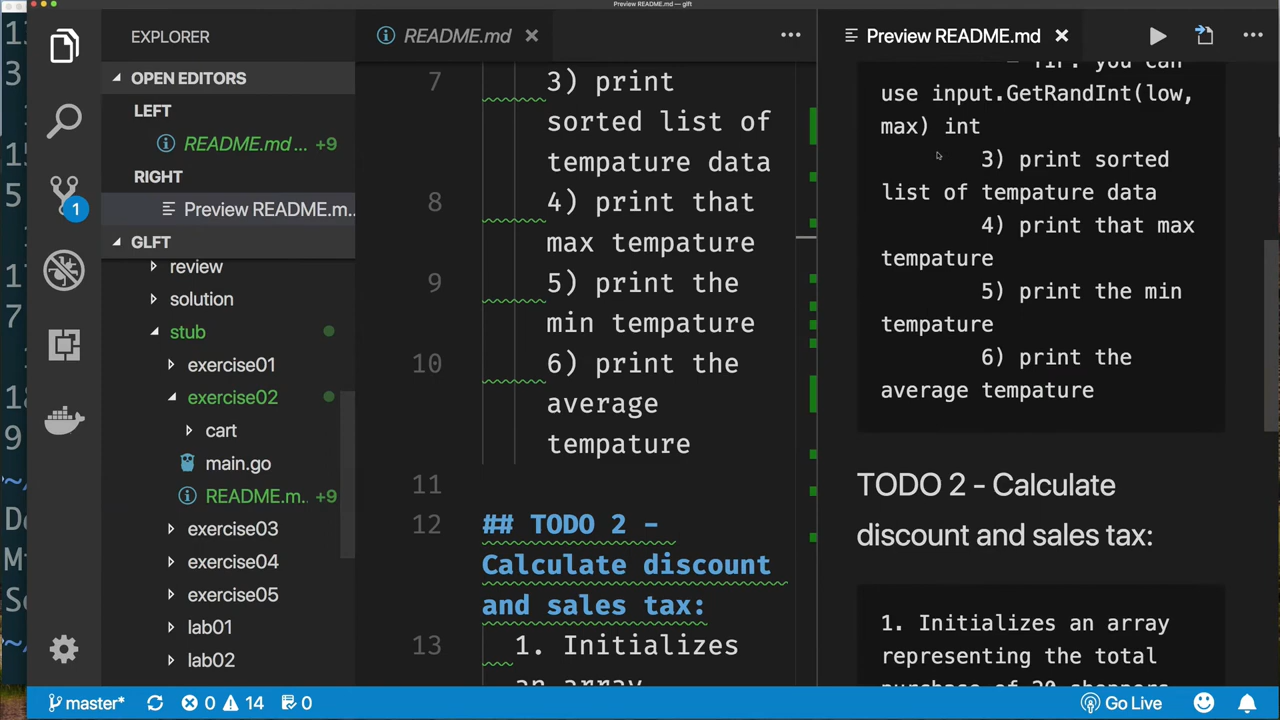 Preview README.md — glft
EXPLORER
OPEN EDITORS
LEFT
README.md ... +9
RIGHT
Preview README.m...
GLFT
review
solution
stub
exercise01
exercise02
cart
main.go
README.m... +9
exercise03
exercise04
exercise05
lab01
lab02
1
README.md
7 3) print
sorted list of
tempature data
8 4) print that
max tempature
9 5) print the
min tempature
10 6) print the
average
tempature
11
12 ## TODO 2 -
Calculate discount
and sales tax:
13 1. Initializes
an array
Preview README.md
use input.GetRandInt(low,
max) int
3) print sorted
list of tempature data
4) print that max
tempature
5) print the min
tempature
6) print the
average tempature
TODO 2 - Calculate
discount and sales tax:
1. Initializes an array
representing the total
purchase of 20 shoppers
master*
0
14
0
Go Live